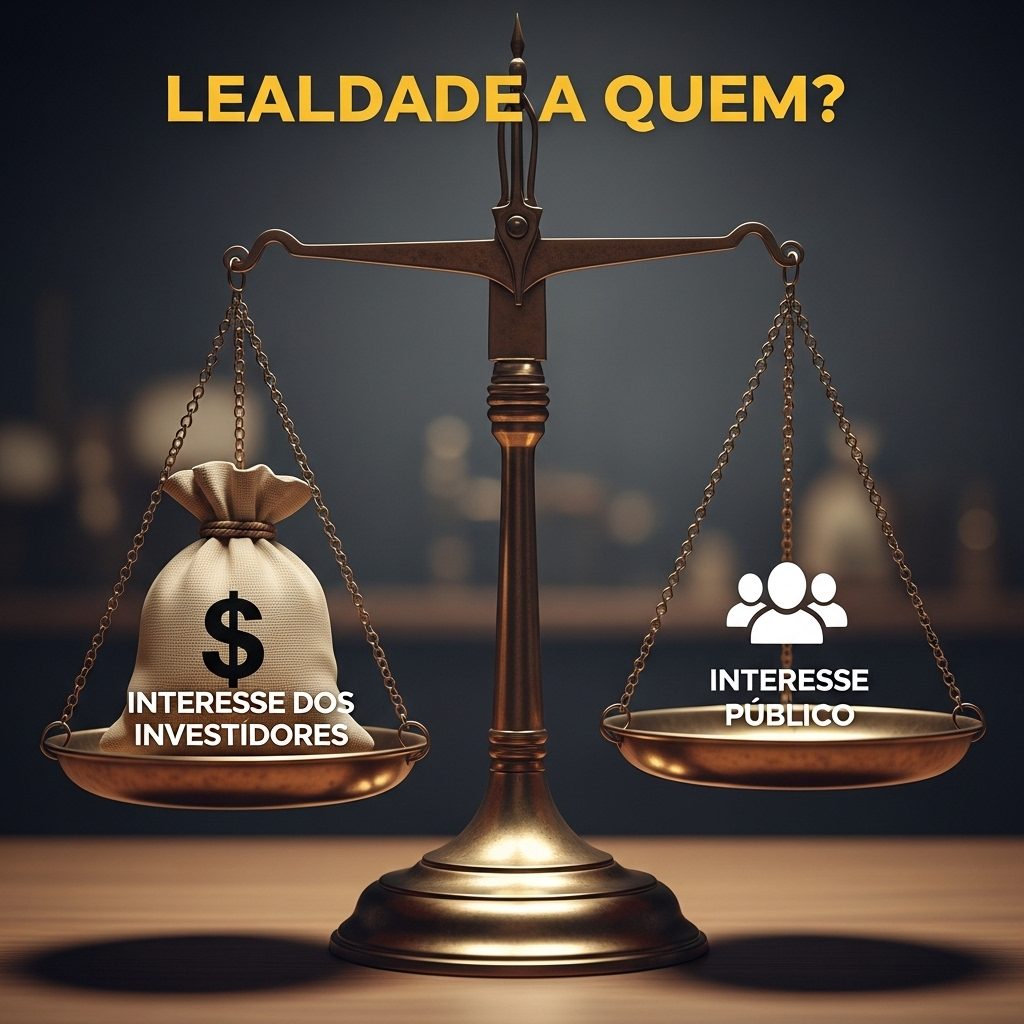 LEALDADE A QUEM?
$
INTERESSE DOS
INVESTIDORES
INTERESSE
PÚBLICO